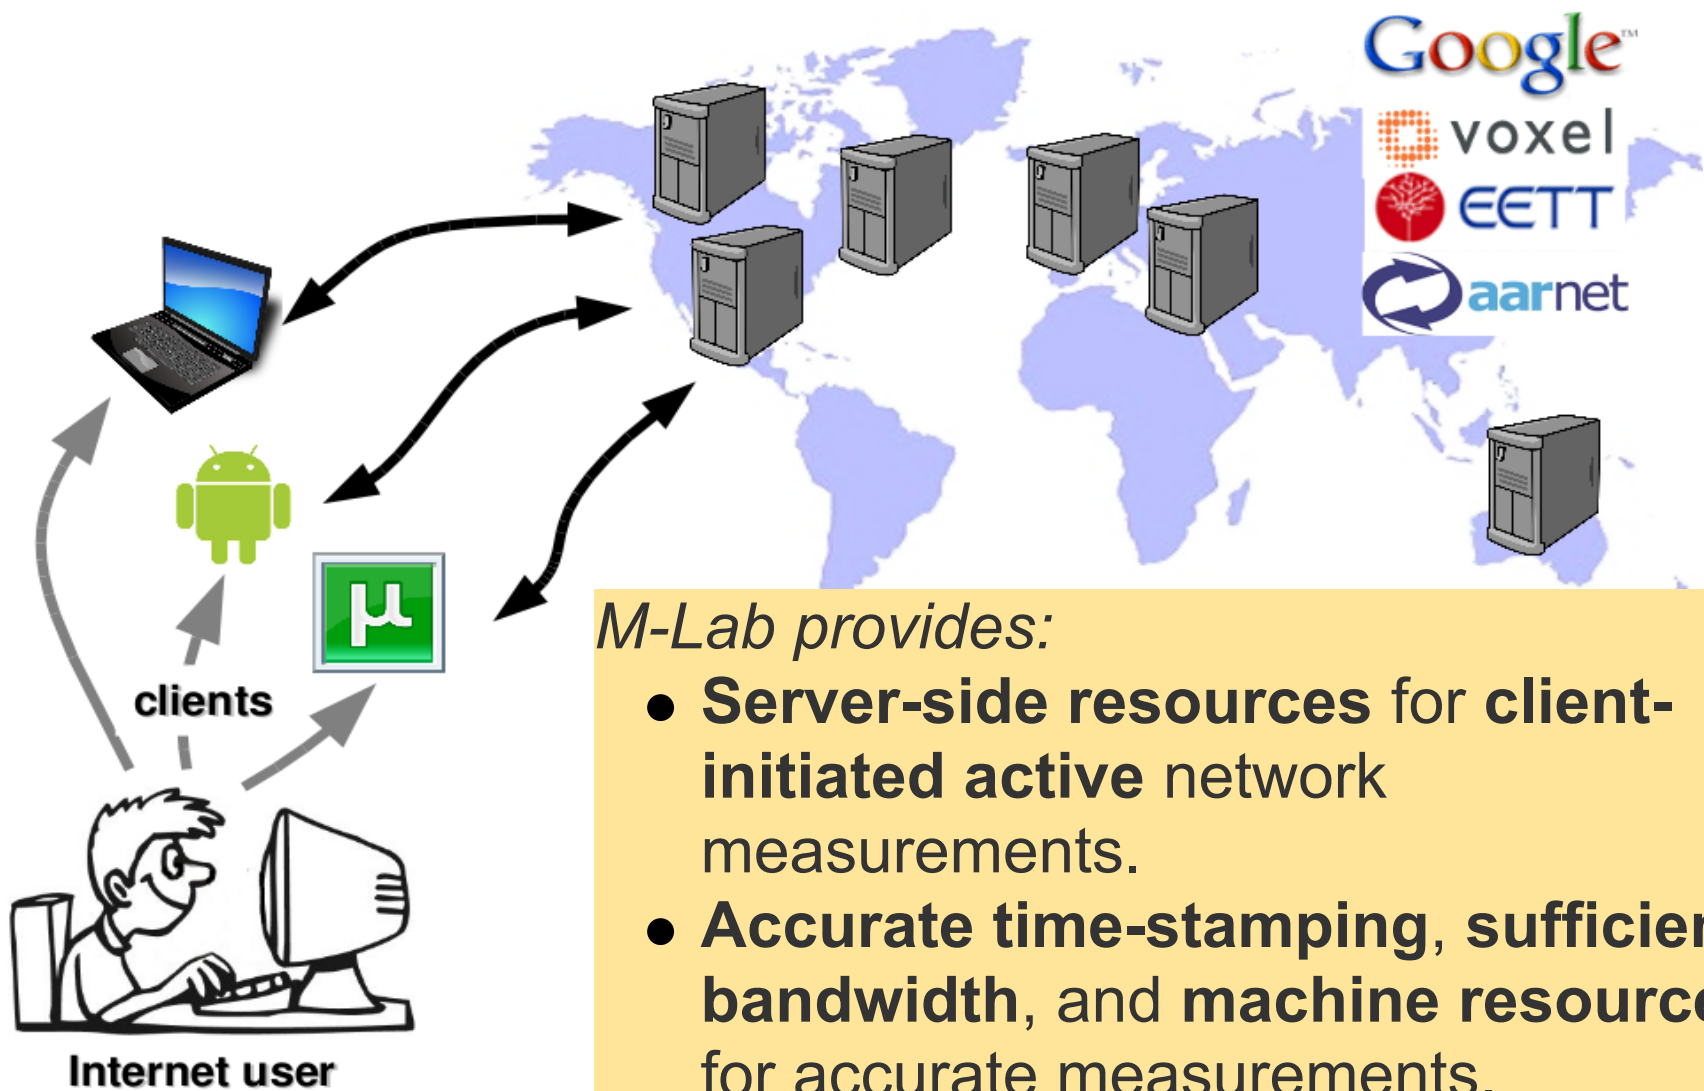 Google™
voxel
EETT
aarnet
µ
clients
Internet user
M-Lab provides:
● Server-side resources for client-
initiated active network
measurements.
● Accurate time-stamping, sufficien
bandwidth, and machine resourc
for accurate measurements.